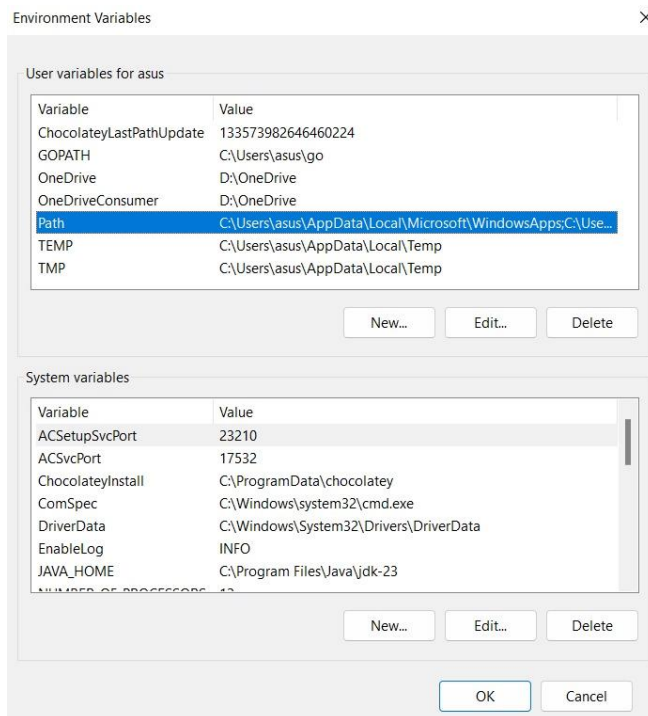 Environment Variables
User variables for asus
Variable Value
ChocolateyLastPathUpdate 133573982646460224
GOPATH C:\Users\asus\go
OneDrive D:\OneDrive
OneDriveConsumer D:\OneDrive
Path C:\Users\asus\AppData\Local\Microsoft\WindowsApps;C:\Use...
TEMP C:\Users\asus\AppData\Local\Temp
TMP C:\Users\asus\AppData\Local\Temp
New... Edit... Delete
System variables
Variable Value
ACSetupSvcPort 23210
ACSvcPort 17532
ChocolateyInstall C:\ProgramData\chocolatey
ComSpec C:\Windows\system32\cmd.exe
DriverData C:\Windows\System32\Drivers\DriverData
EnableLog INFO
JAVA_HOME C:\Program Files\Java\jdk-23
NUMBER_OF_PROCESSORS 12
New... Edit... Delete
OK Cancel